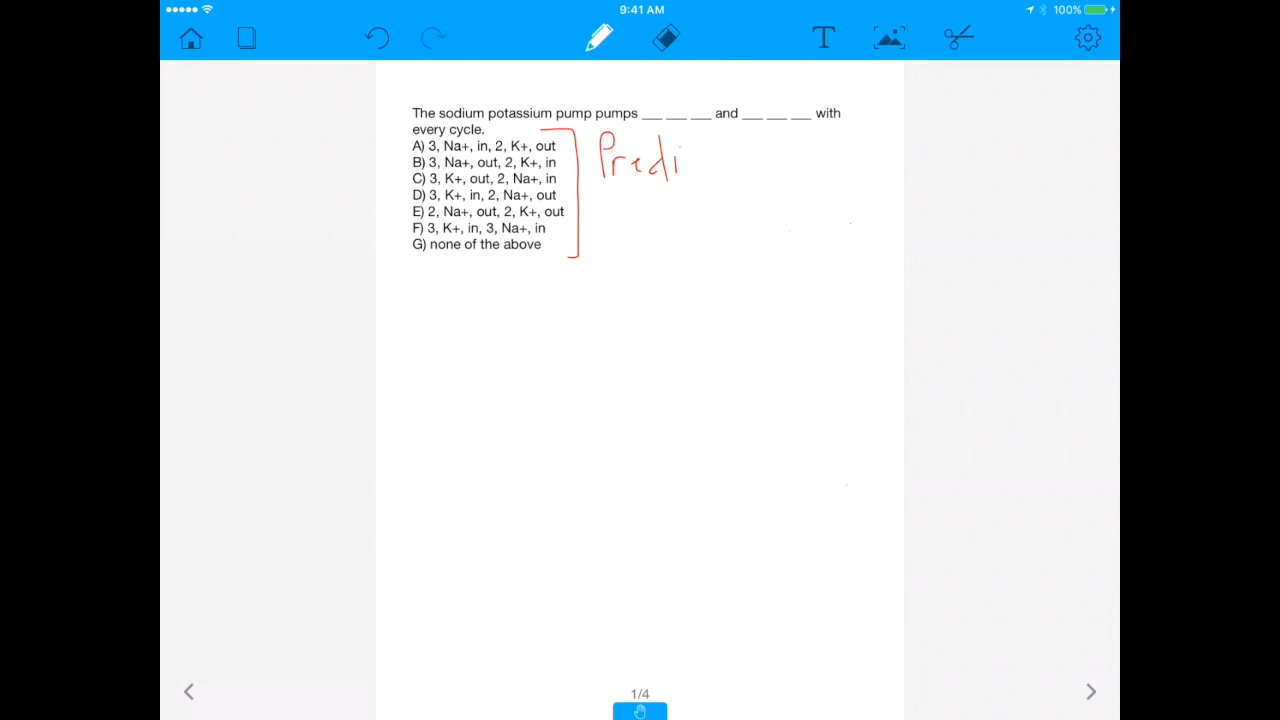 9:41 AM
100%
T
The sodium potassium pump pumps ___ ___ ___ and ___ ___ ___ with
every cycle.
A) 3, Na+, in, 2, K+, out
B) 3, Na+, out, 2, K+, in
C) 3, K+, out, 2, Na+, in
D) 3, K+, in, 2, Na+, out
E) 2, Na+, out, 2, K+, out
F) 3, K+, in, 3, Na+, in
G) none of the above
Predi
1/4